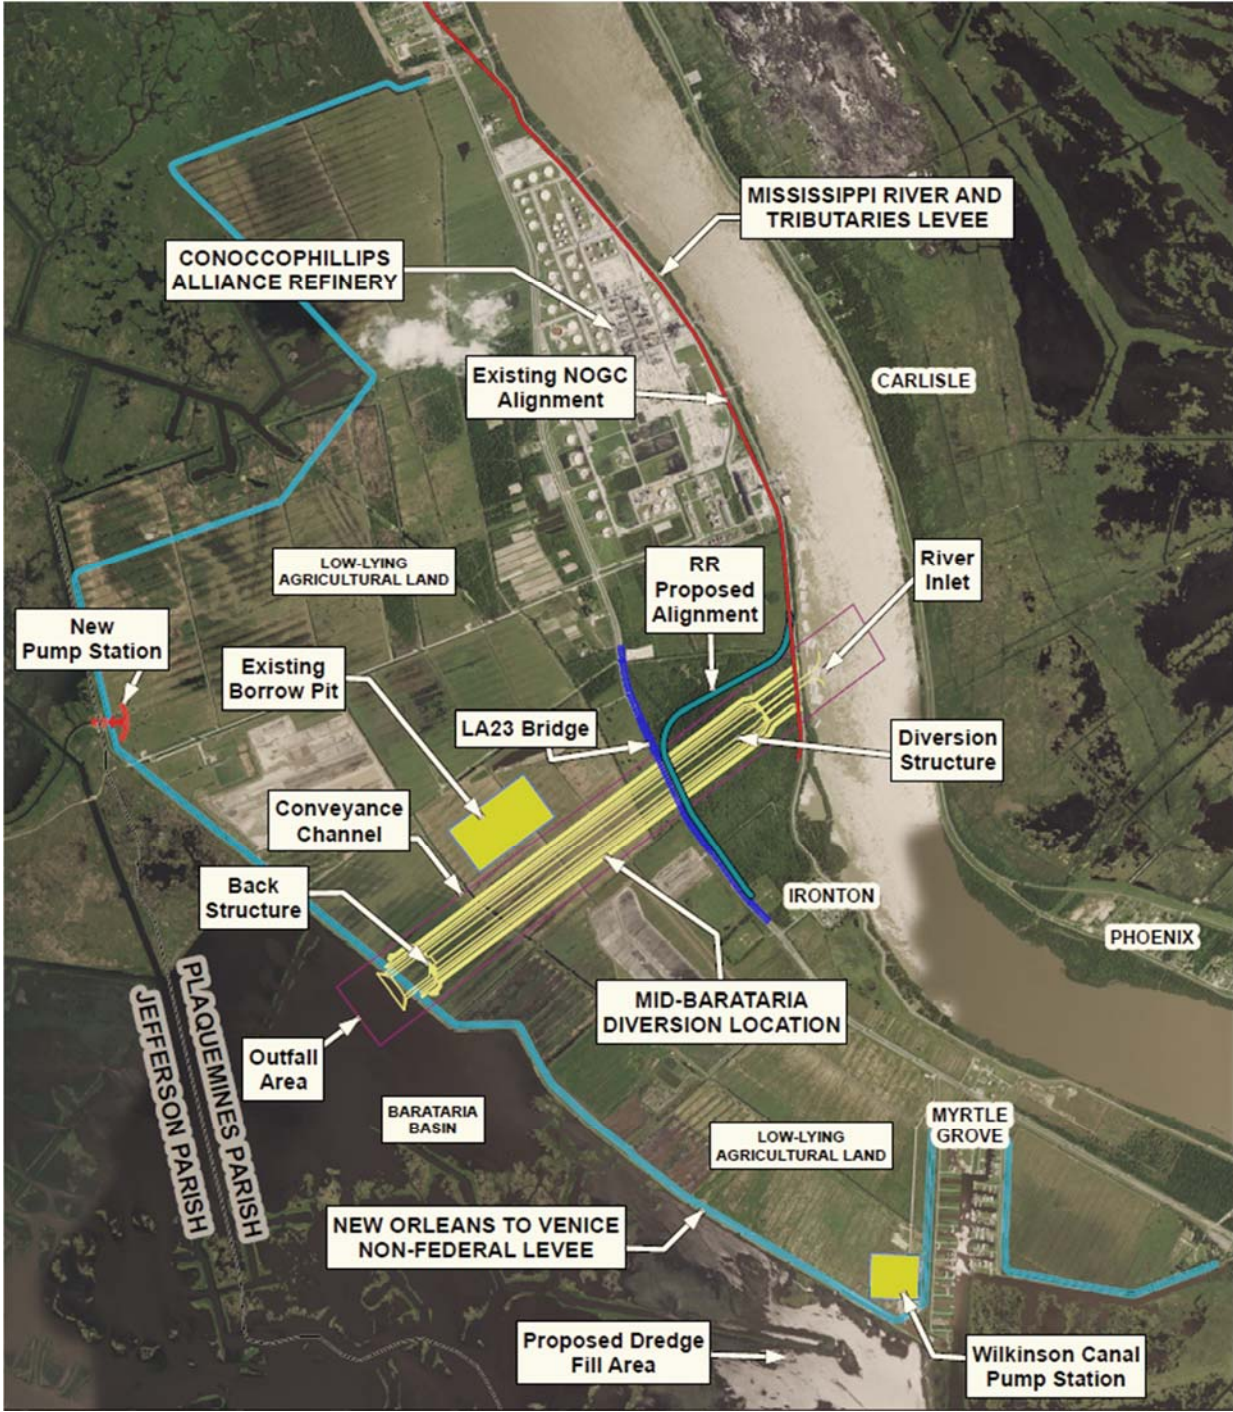 MISSISSIPPI RIVER AND
TRIBUTARIES LEVEE
CONOCCOPHILLIPS
ALLIANCE REFINERY
Existing NOGC
Alignment
CARLISLE
LOW-LYING
AGRICULTURAL LAND
RR
Proposed
Alignment
River
Inlet
New
Pump Station
Existing
Borrow Pit
LA23 Bridge
Diversion
Structure
Conveyance
Channel
Back
Structure
IRONTON
PHOENIX
PLAQUEMINES PARISH
JEFFERSON PARISH
MID-BARATARIA
DIVERSION LOCATION
Outfall
Area
BARATARIA
BASIN
MYRTLE
GROVE
LOW-LYING
AGRICULTURAL LAND
NEW ORLEANS TO VENICE
NON-FEDERAL LEVEE
Proposed Dredge
Fill Area
Wilkinson Canal
Pump Station